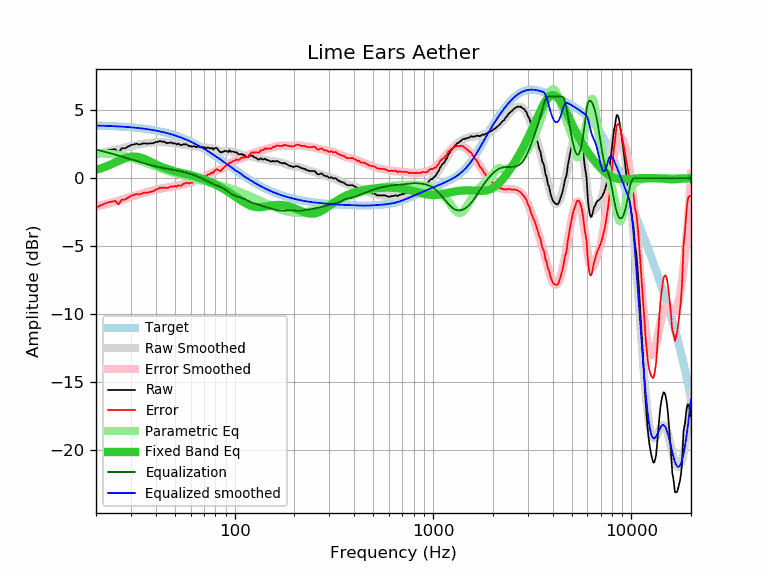 Lime Ears Aether
Amplitude (dBr)
5
0
−5
−10
−15
−20
Target
Raw Smoothed
Error Smoothed
Raw
Error
Parametric Eq
Fixed Band Eq
Equalization
Equalized smoothed
100
1000
10000
Frequency (Hz)